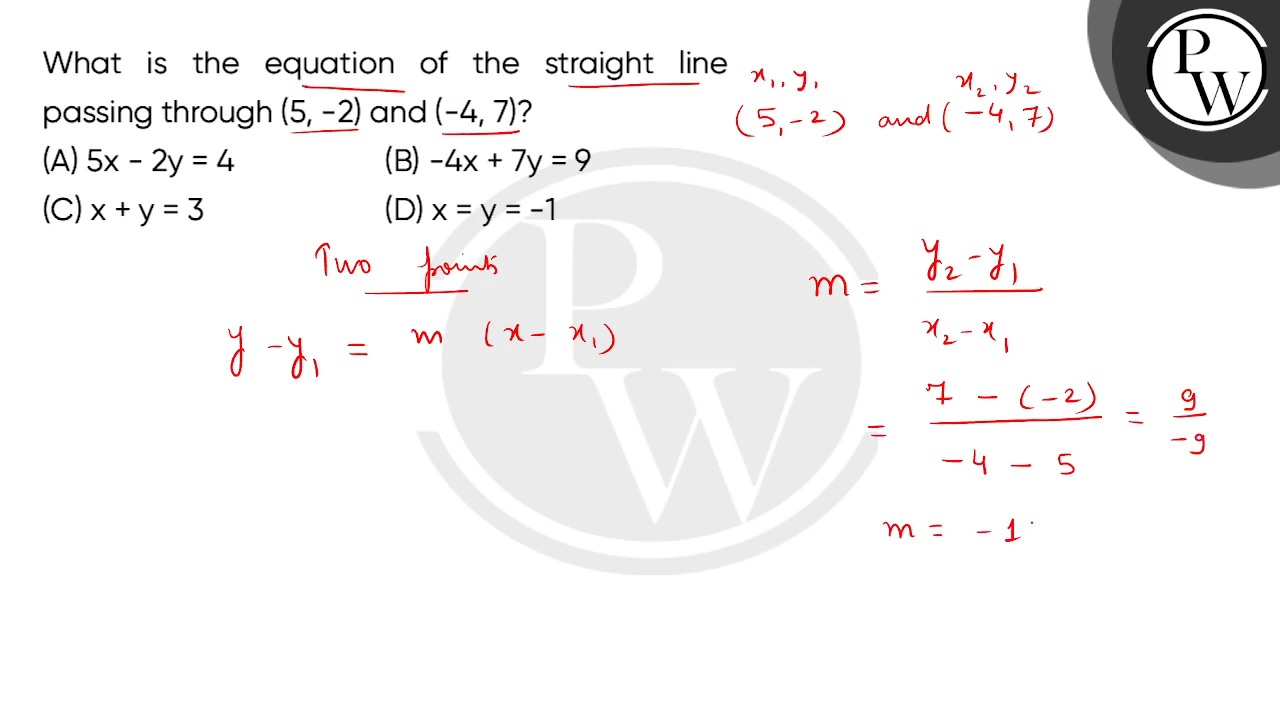 What is the equation of the straight line
passing through (5, -2) and (-4, 7)?
(A) 5x - 2y = 4 (B) -4x + 7y = 9
(C) x + y = 3 (D) x = y = -1
x₁, y₁ x₂, y₂
(5, -2) and (-4, 7)
Two points
y - y₁ = m (x - x₁)
m = y₂ - y₁
x₂ - x₁
= 7 - (-2) = 9
-4 - 5 -9
m = -1
P
W
P
W